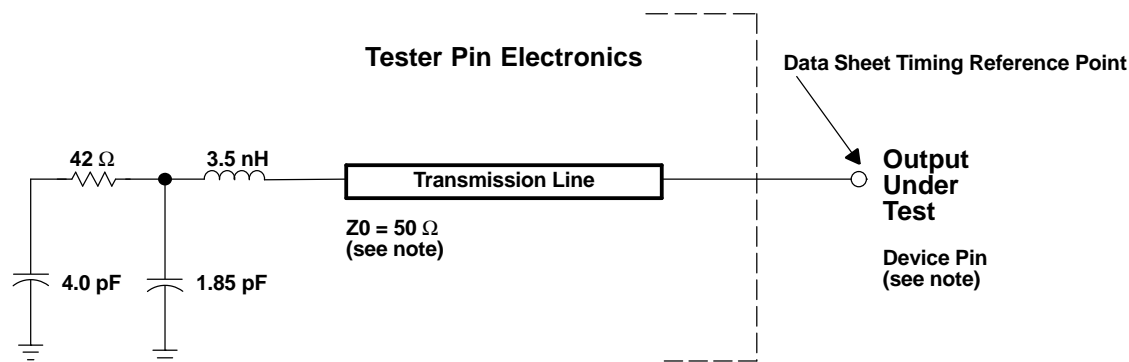 Tester Pin Electronics
Data Sheet Timing Reference Point
42 Ω
3.5 nH
Transmission Line
Output
Under
Test
Z0 = 50 Ω
(see note)
Device Pin
(see note)
4.0 pF
1.85 pF